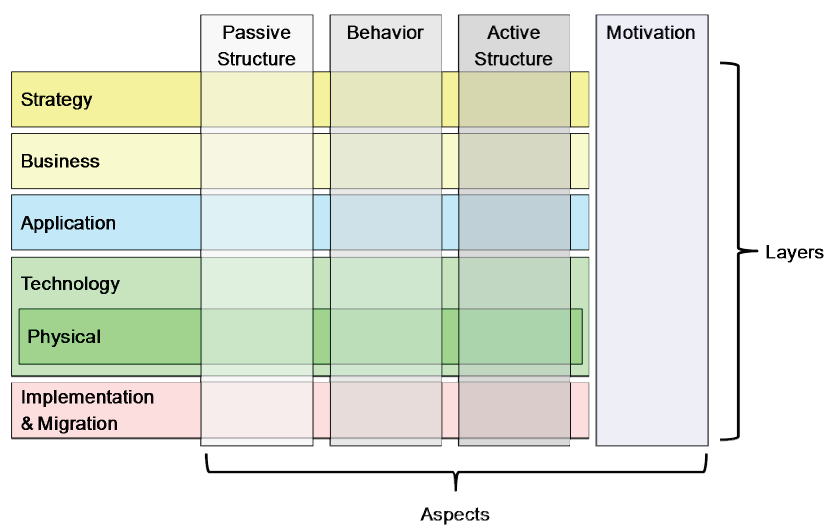 Passive
Structure
Behavior
Active
Structure
Motivation
Strategy
Business
Application
Technology
Physical
Implementation
& Migration
Layers
Aspects